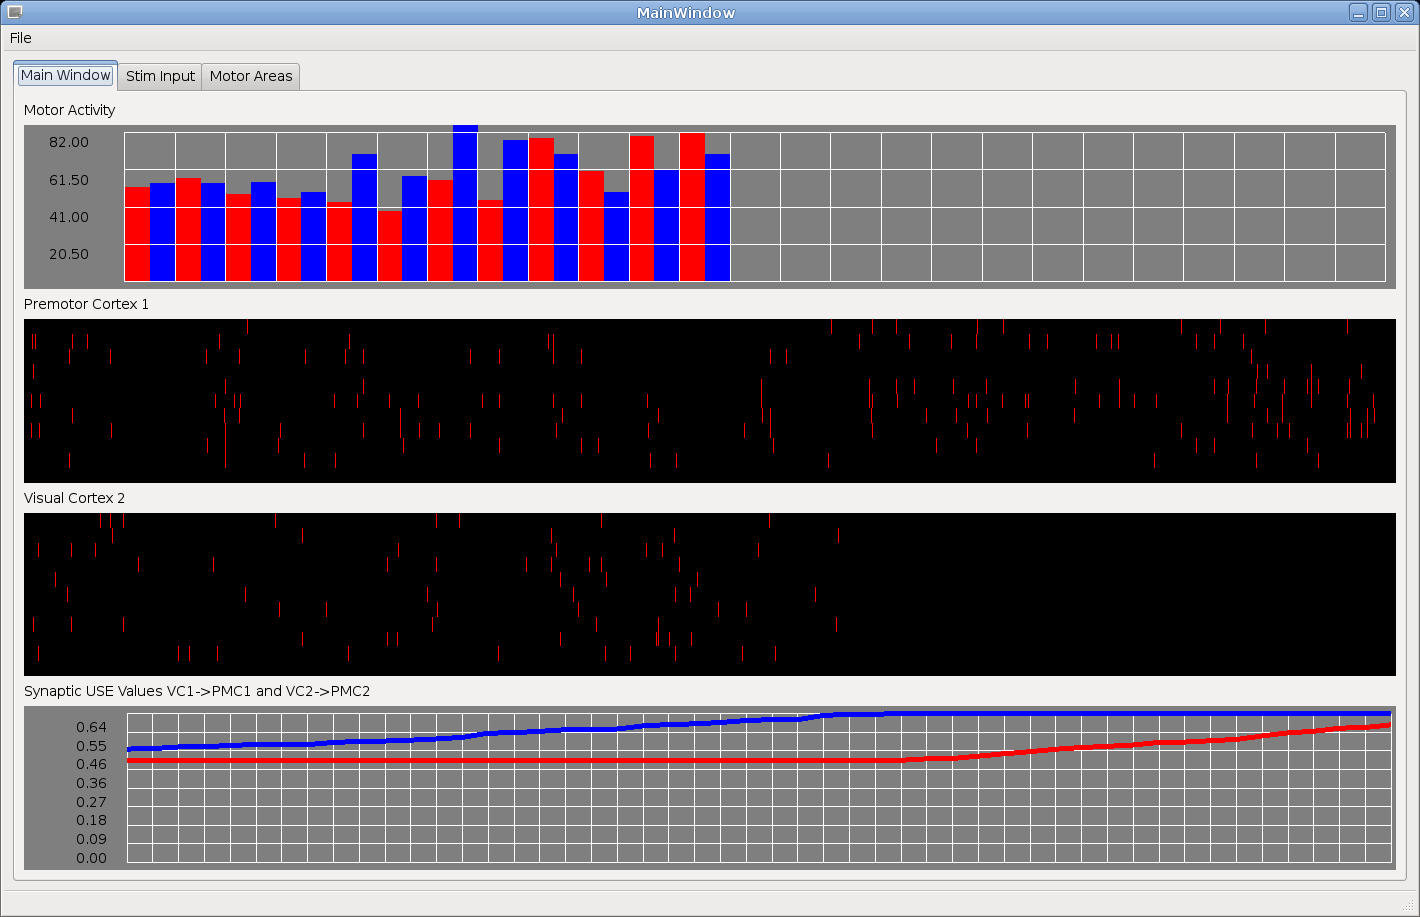 MainWindow
File
Main Window Stim Input Motor Areas
Motor Activity
82.00
61.50
41.00
20.50
Premotor Cortex 1
Visual Cortex 2
Synaptic USE Values VC1->PMC1 and VC2->PMC2
0.64
0.55
0.46
0.36
0.27
0.18
0.09
0.00